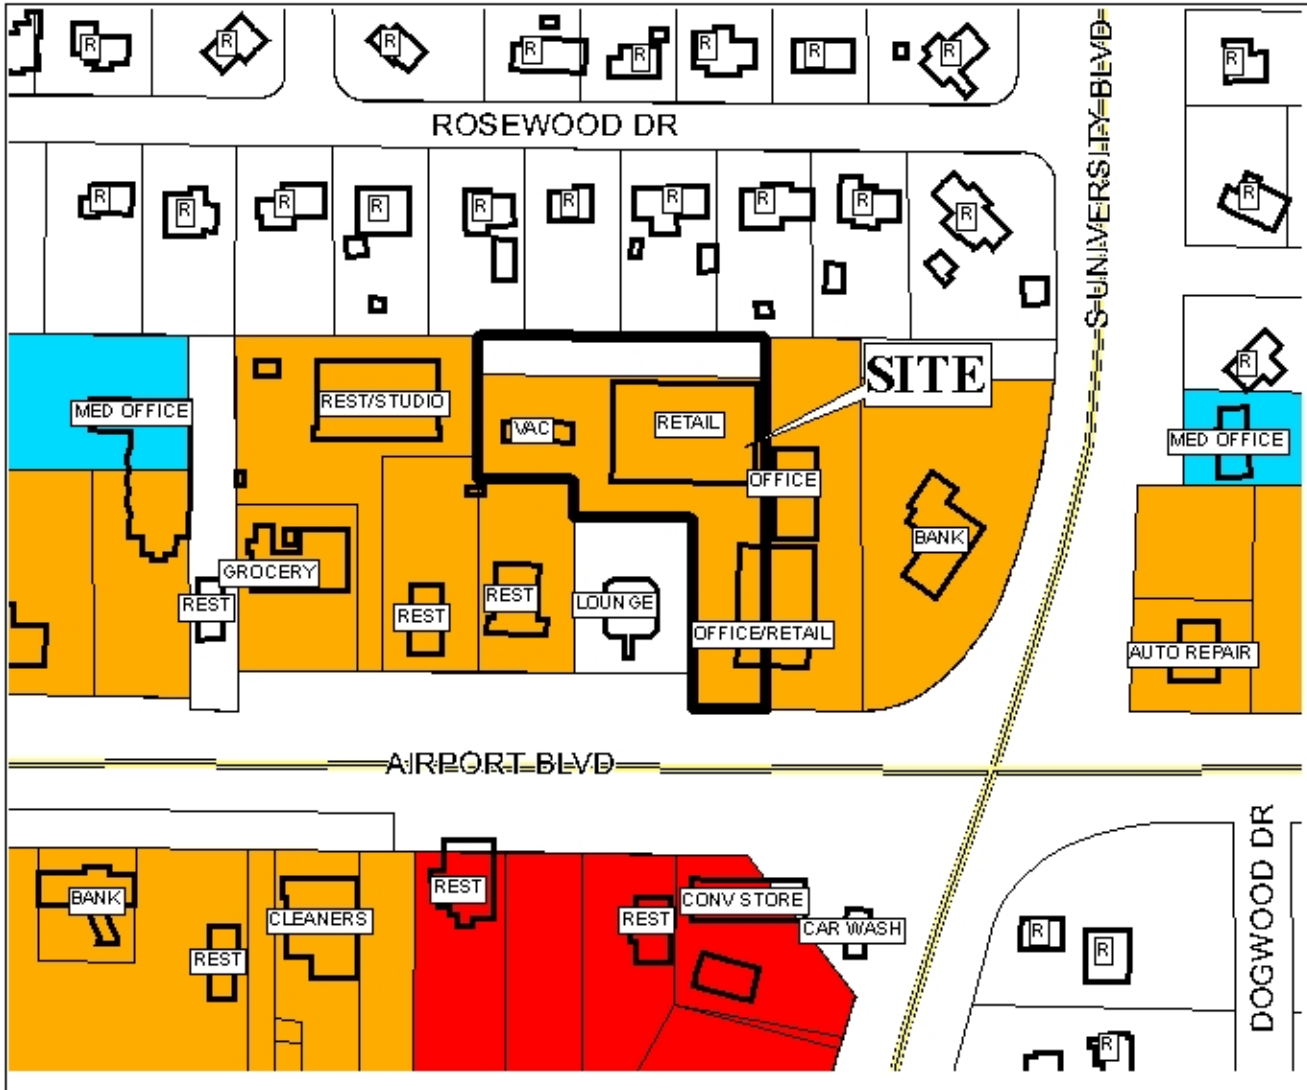 R
R
R
R
R
R
R
R
R
ROSEWOOD DR
S UNIVERSITY BLVD
R
R
R
R
R
R
R
R
R
R
R
R
SITE
MED OFFICE
REST/STUDIO
VAC
RETAIL
MED OFFICE
OFFICE
BANK
GROCERY
REST
REST
REST
LOUNGE
OFFICE/RETAIL
AUTO REPAIR
AIRPORT BLVD
DOGWOOD DR
BANK
REST
CLEANERS
REST
REST
CONV STORE
CAR WASH
R
R
R